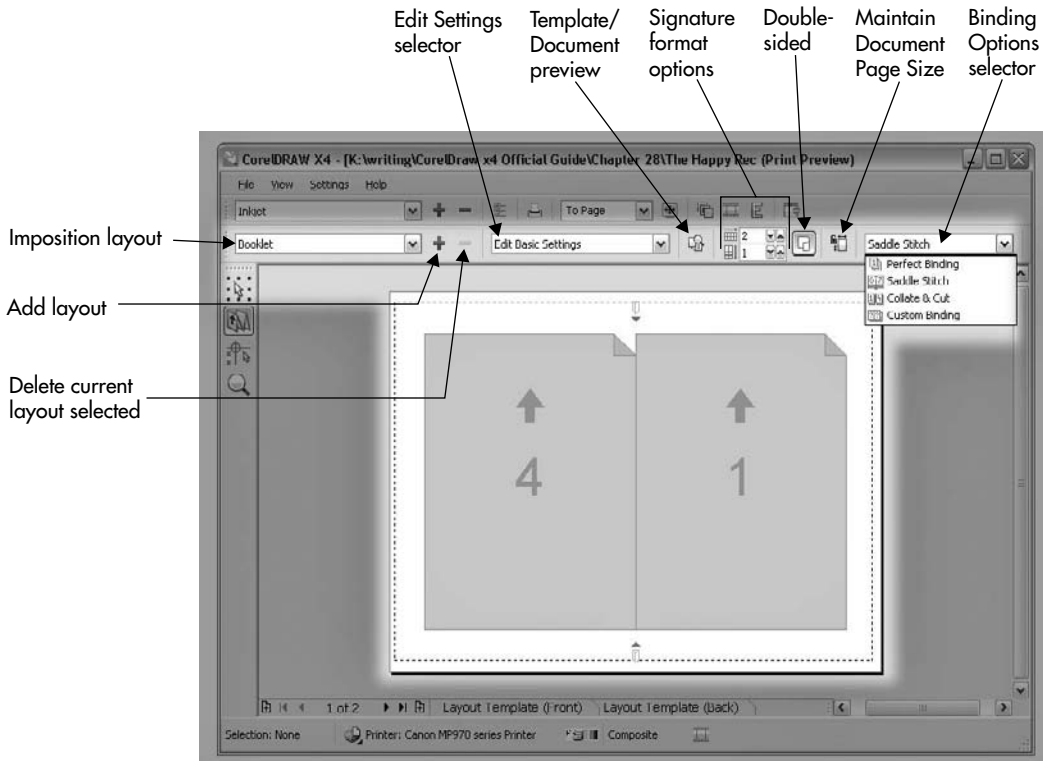 Edit Settings
selector
Template/
Document
preview
Signature
format
options
Double-
sided
Maintain
Document
Page Size
Binding
Options
selector
CorelDRAW X4 - [K:\writing\CorelDraw x4 Official Guide\Chapter 28\The Happy Rec (Print Preview)
File View Settings Help
Inkjet
To Page
Imposition layout
Booklet
Edit Basic Settings
2
1
Saddle Stitch
Perfect Binding
Saddle Stitch
Collate & Cut
Custom Binding
Add layout
Delete current
layout selected
4
1
1 of 2
Layout Template (Front)
Layout Template (Back)
Selection: None
Printer: Canon MP970 series Printer
Composite